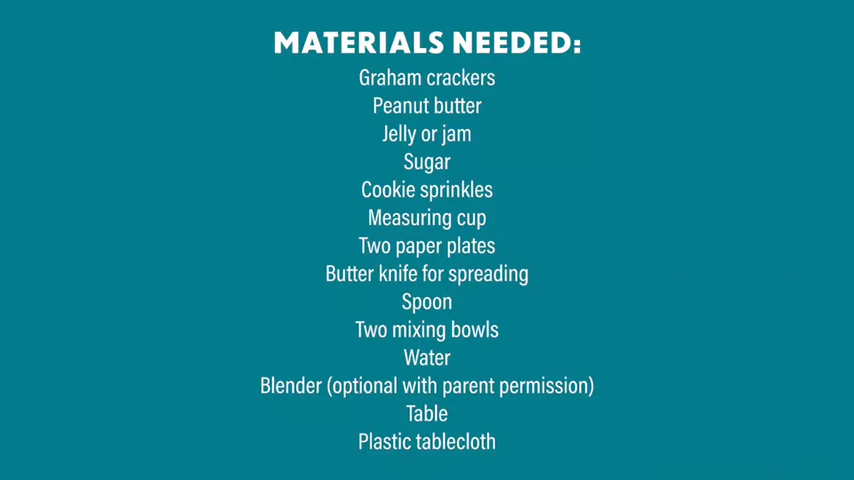 MATERIALS NEEDED:
Graham crackers
Peanut butter
Jelly or jam
Sugar
Cookie sprinkles
Measuring cup
Two paper plates
Butter knife for spreading
Spoon
Two mixing bowls
Water
Blender (optional with parent permission)
Table
Plastic tablecloth